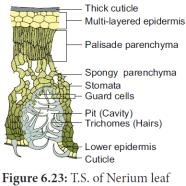 Thick cuticle
Multi-layered epidermis
Palisade parenchyma
Spongy parenchyma
Stomata
Guard cells
Pit (Cavity)
Trichomes (Hairs)
Lower epidermis
Cuticle
Figure 6.23: T.S. of Nerium leaf